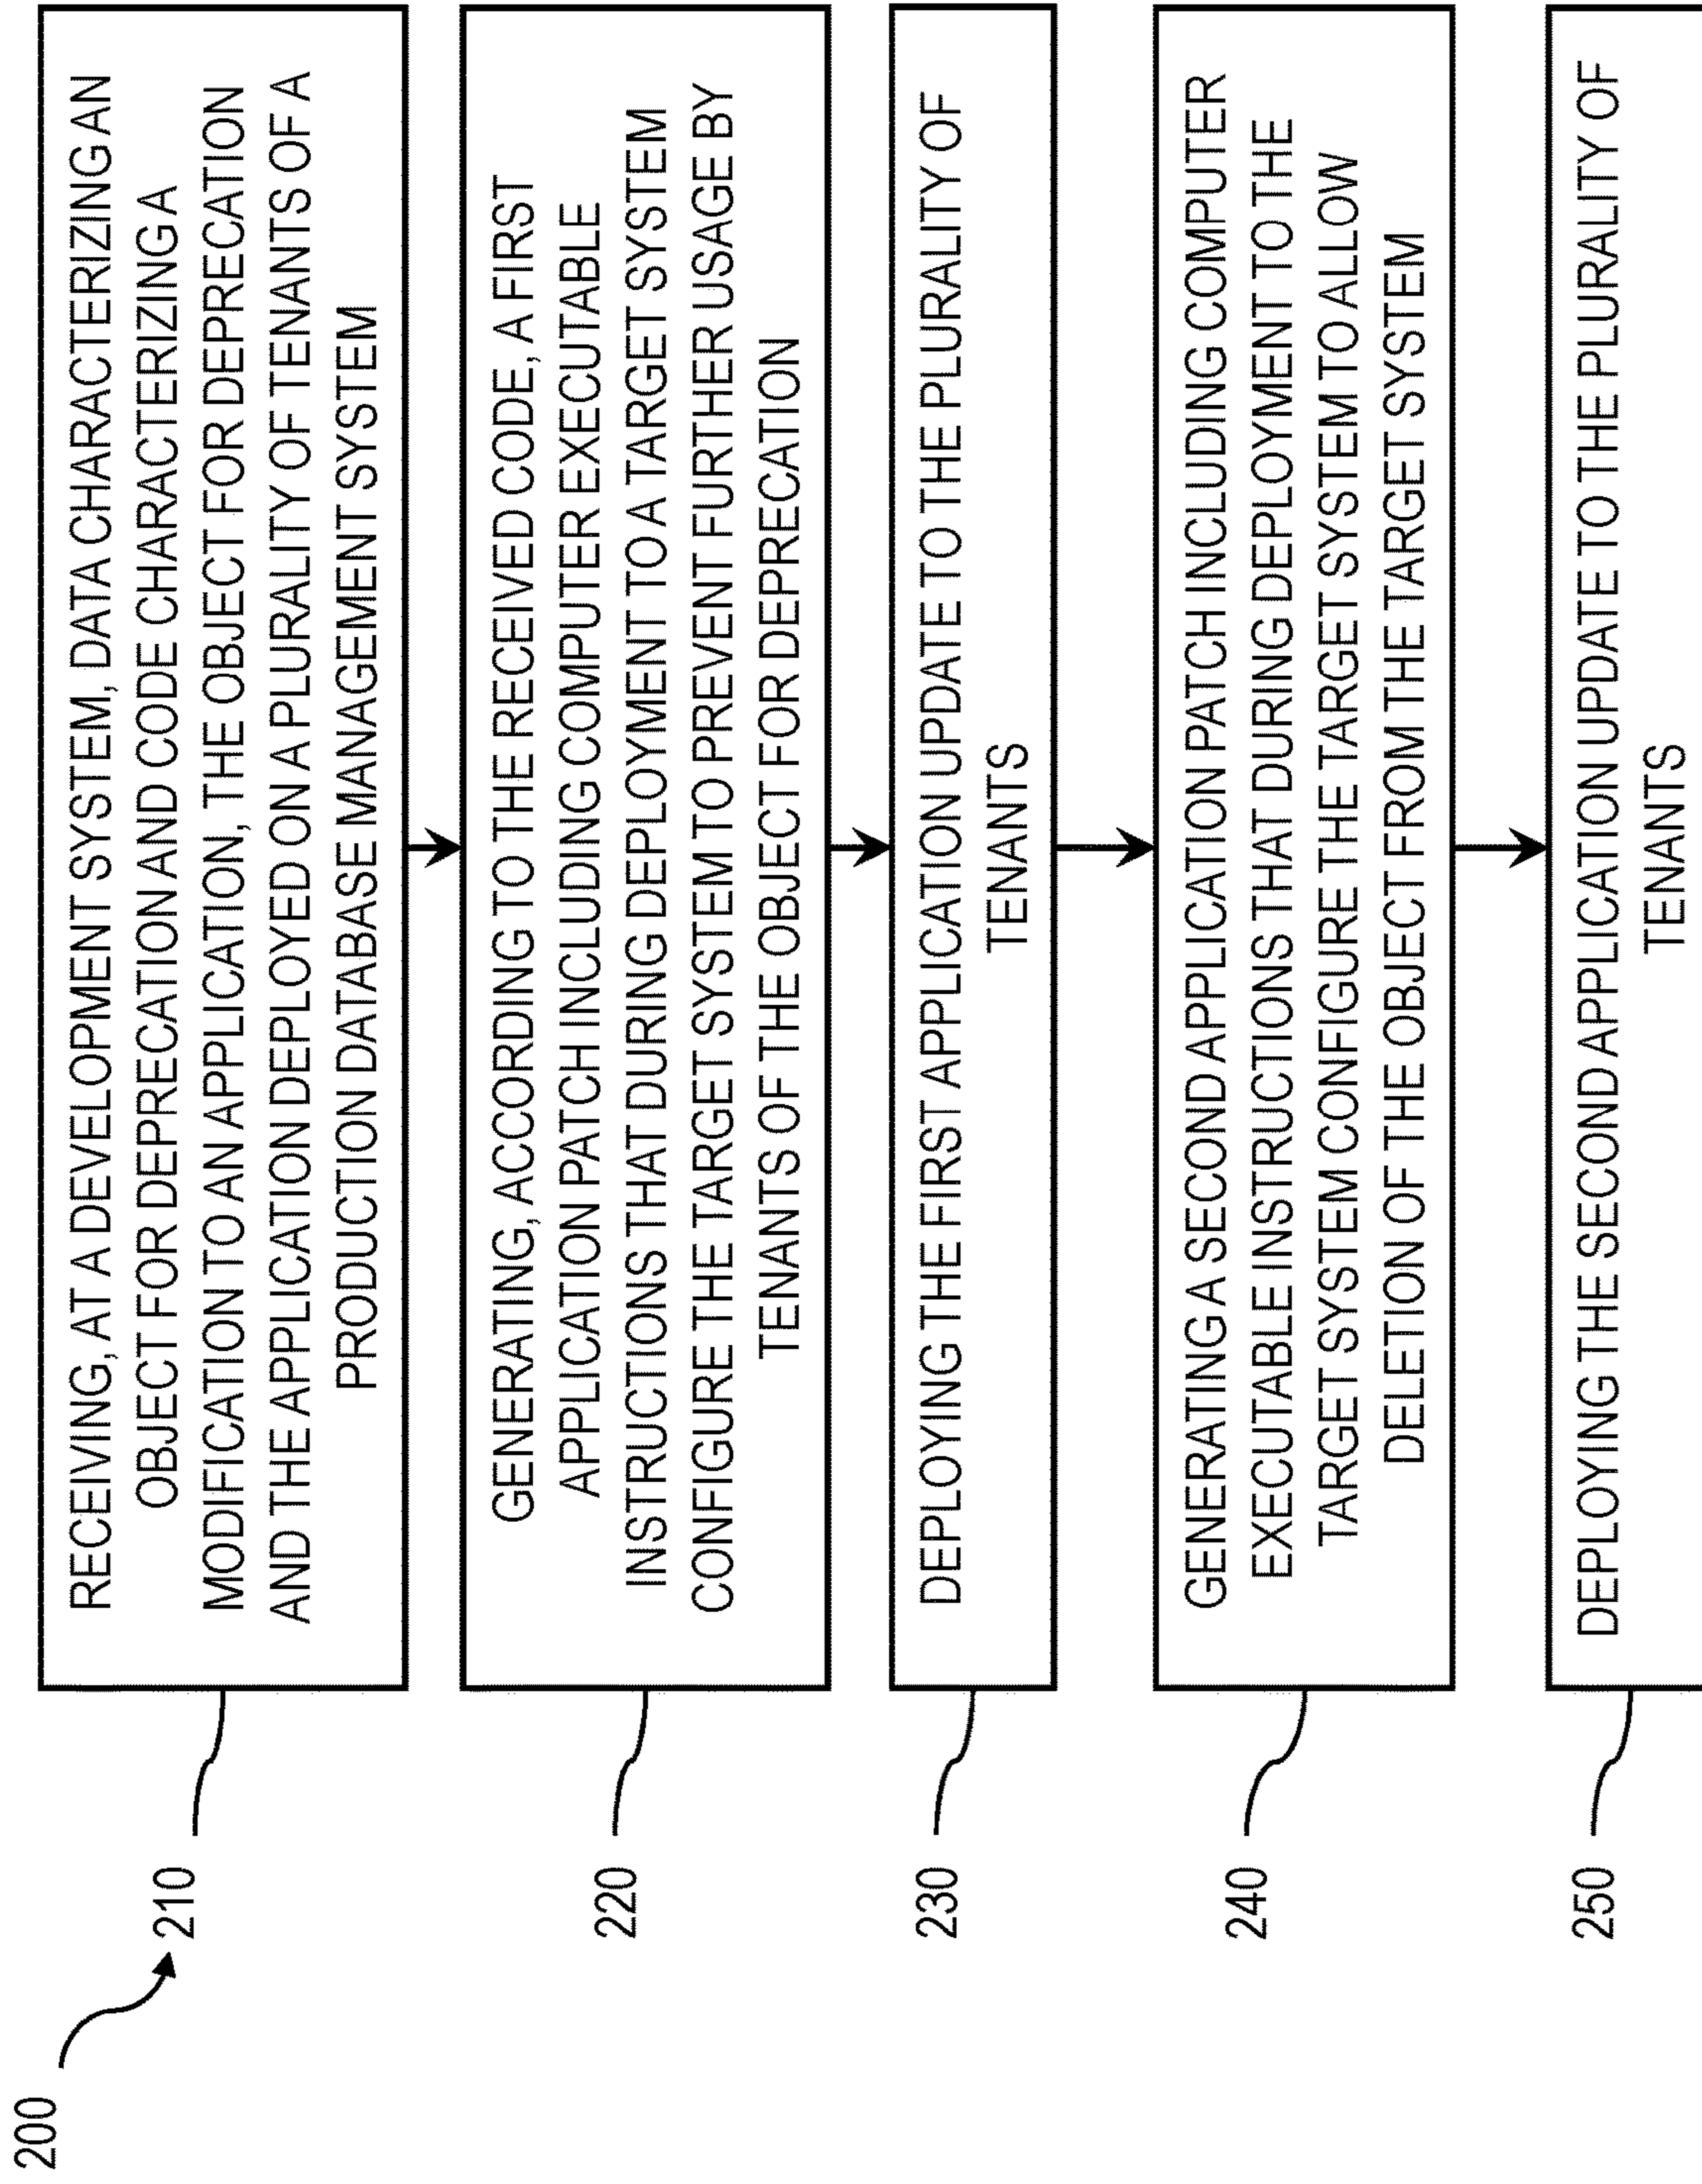 200
210
RECEIVING, AT A DEVELOPMENT SYSTEM, DATA CHARACTERIZING AN
OBJECT FOR DEPRECATION AND CODE CHARACTERIZING A
MODIFICATION TO AN APPLICATION, THE OBJECT FOR DEPRECATION
AND THE APPLICATION DEPLOYED ON A PLURALITY OF TENANTS OF A
PRODUCTION DATABASE MANAGEMENT SYSTEM
220
GENERATING, ACCORDING TO THE RECEIVED CODE, A FIRST
APPLICATION PATCH INCLUDING COMPUTER EXECUTABLE
INSTRUCTIONS THAT DURING DEPLOYMENT TO A TARGET SYSTEM
CONFIGURE THE TARGET SYSTEM TO PREVENT FURTHER USAGE BY
TENANTS OF THE OBJECT FOR DEPRECATION
230
DEPLOYING THE FIRST APPLICATION UPDATE TO THE PLURALITY OF
TENANTS
240
GENERATING A SECOND APPLICATION PATCH INCLUDING COMPUTER
EXECUTABLE INSTRUCTIONS THAT DURING DEPLOYMENT TO THE
TARGET SYSTEM CONFIGURE THE TARGET SYSTEM TO ALLOW
DELETION OF THE OBJECT FROM THE TARGET SYSTEM
250
DEPLOYING THE SECOND APPLICATION UPDATE TO THE PLURALITY OF
TENANTS